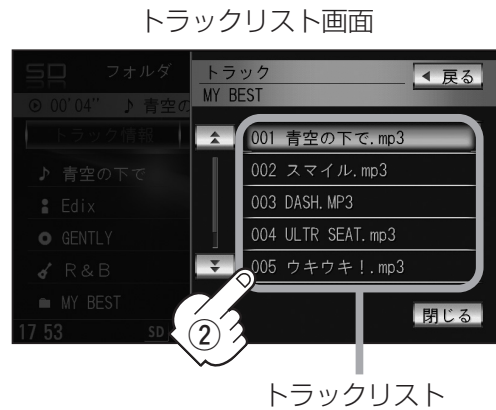 トラックリスト画面
SD フォルダ
00'04" ♪ 青空の
トラック情報
♪ 青空の下で
Edix
GENTLY
R&B
MY BEST
17 53 SD
トラック
MY BEST
◀ 戻る
001 青空の下で.mp3
002 スマイル.mp3
003 DASH.MP3
004 ULTR SEAT.mp3
005 ウキウキ！.mp3
閉じる
②
トラックリスト